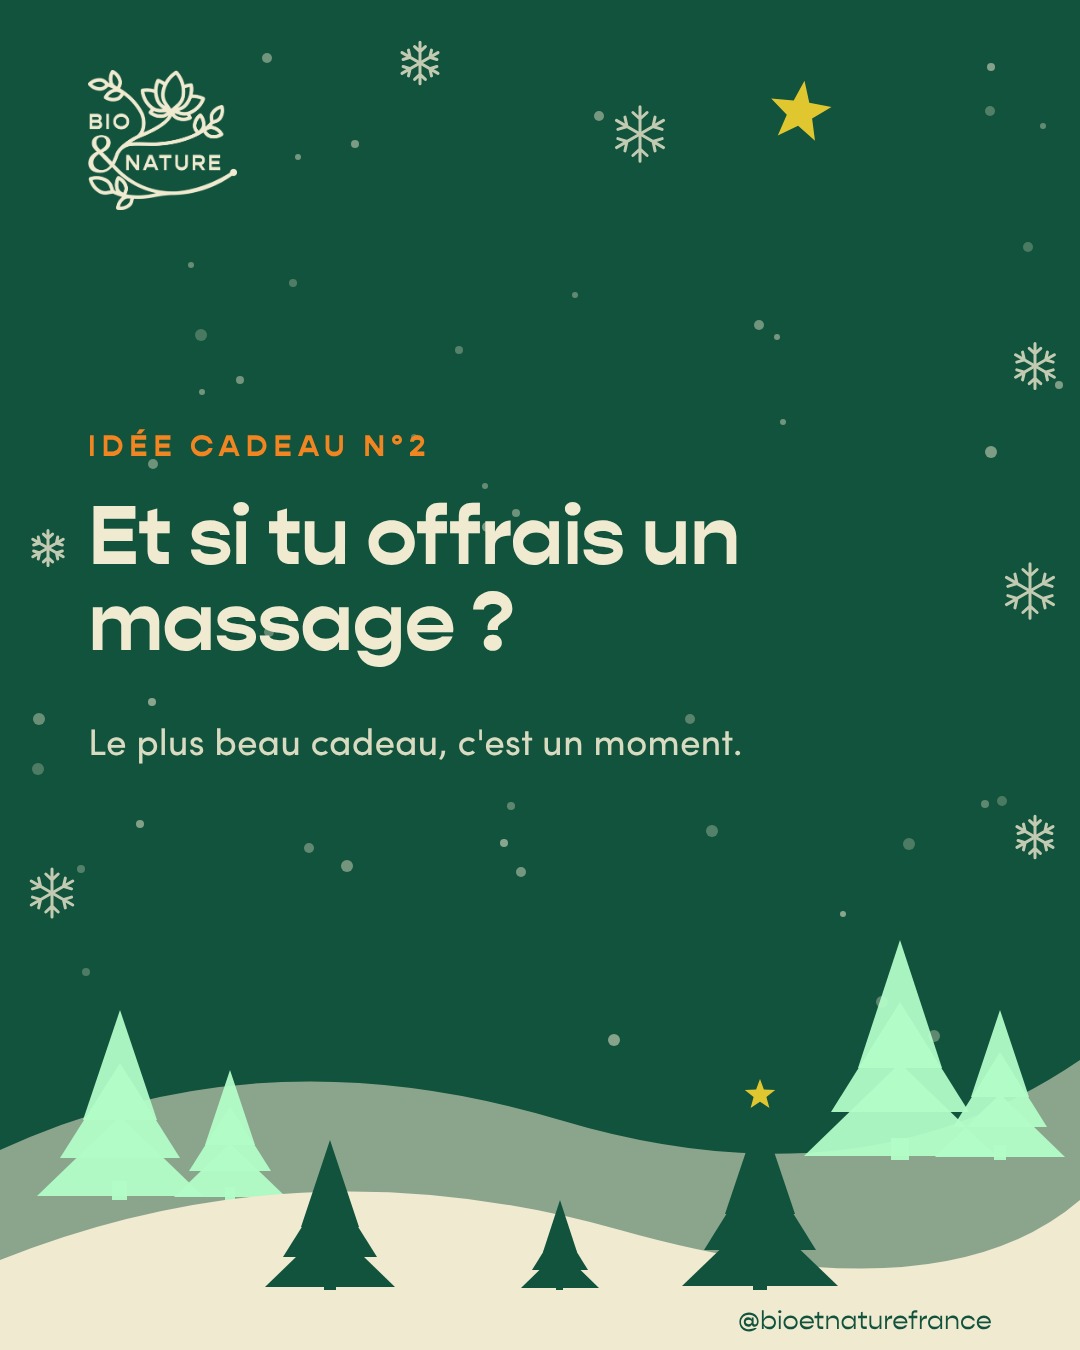 BIO
& NATURE
IDÉE CADEAU N°2
Et si tu offrais un
massage ?
Le plus beau cadeau, c'est un moment.
@bioetnaturefrance